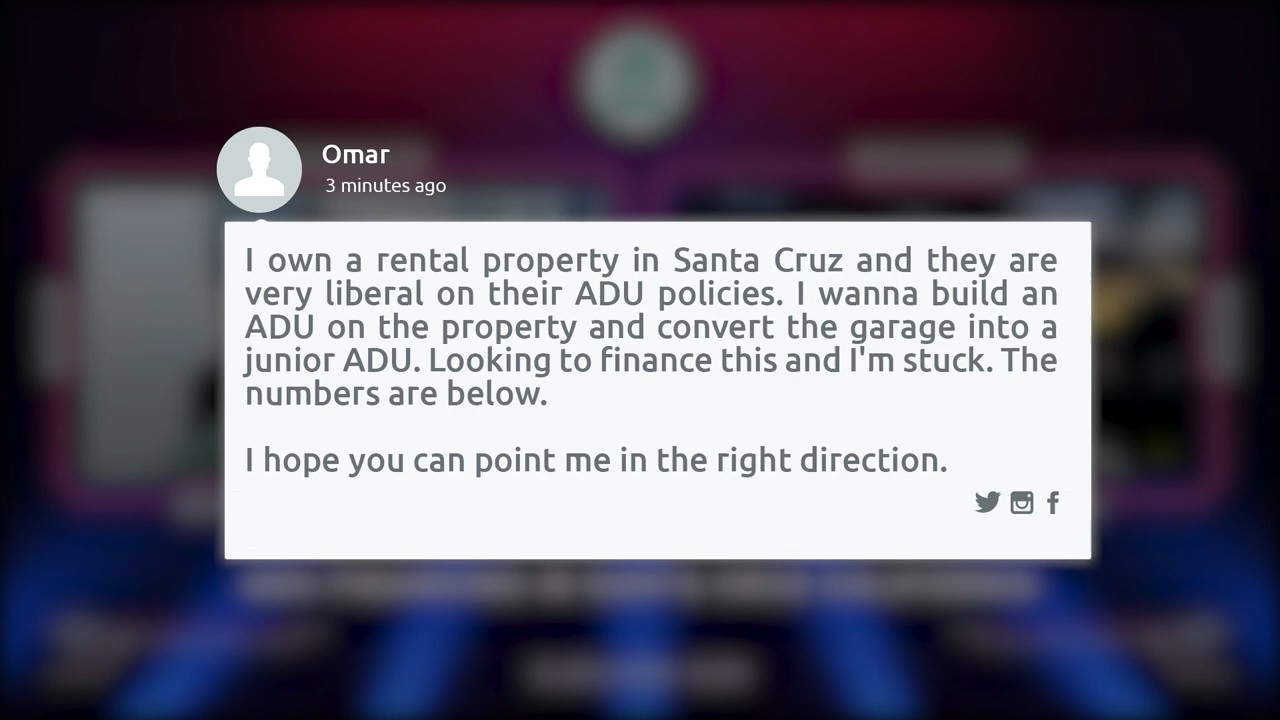 Omar
3 minutes ago
I own a rental property in Santa Cruz and they are
very liberal on their ADU policies. I wanna build an
ADU on the property and convert the garage into a
junior ADU. Looking to finance this and I'm stuck. The
numbers are below.
I hope you can point me in the right direction.